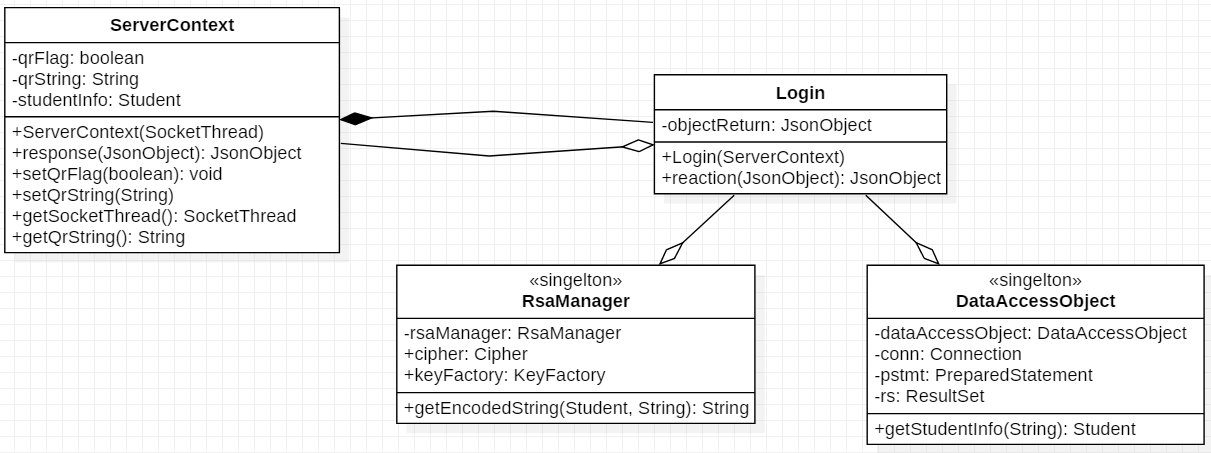 ServerContext
-qrFlag: boolean
-qrString: String
-studentInfo: Student
+ServerContext(SocketThread)
+response(JsonObject): JsonObject
+setQrFlag(boolean): void
+setQrString(String)
+getSocketThread(): SocketThread
+getQrString(): String
Login
-objectReturn: JsonObject
+Login(ServerContext)
+reaction(JsonObject): JsonObject
«singelton»
RsaManager
-rsaManager: RsaManager
+cipher: Cipher
+keyFactory: KeyFactory
+getEncodedString(Student, String): String
«singelton»
DataAccessObject
-dataAccessObject: DataAccessObject
-conn: Connection
-pstmt: PreparedStatement
-rs: ResultSet
+getStudentInfo(String): Student